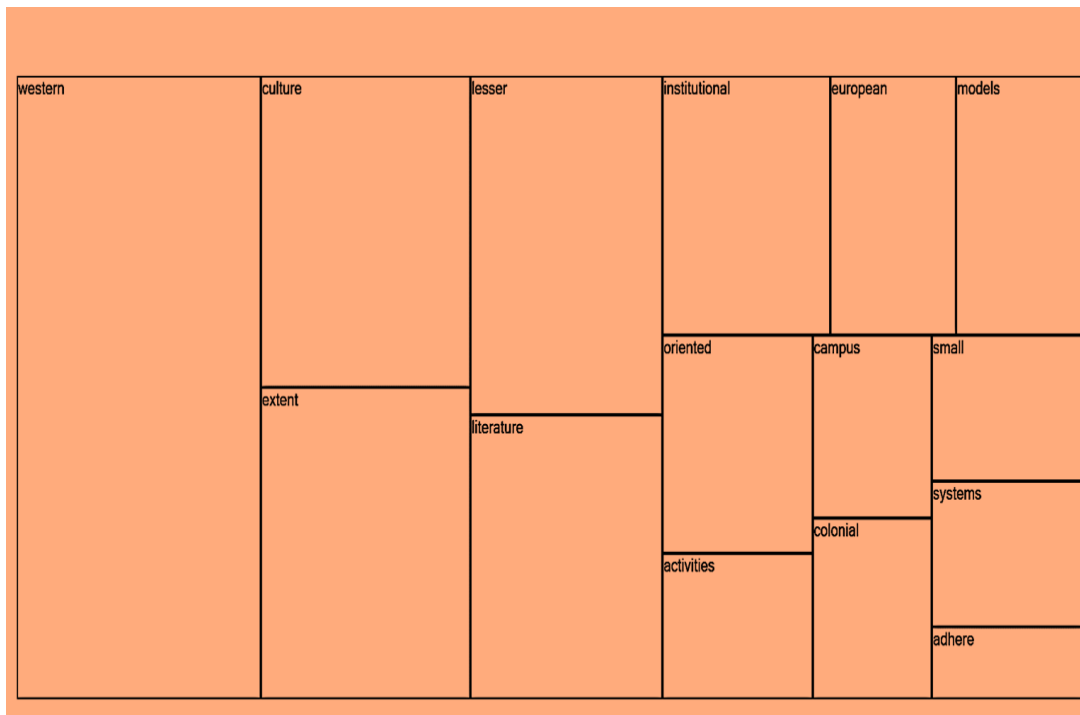 western
culture
lesser
institutional
european
models
oriented
campus
small
extent
literature
systems
colonial
activities
adhere